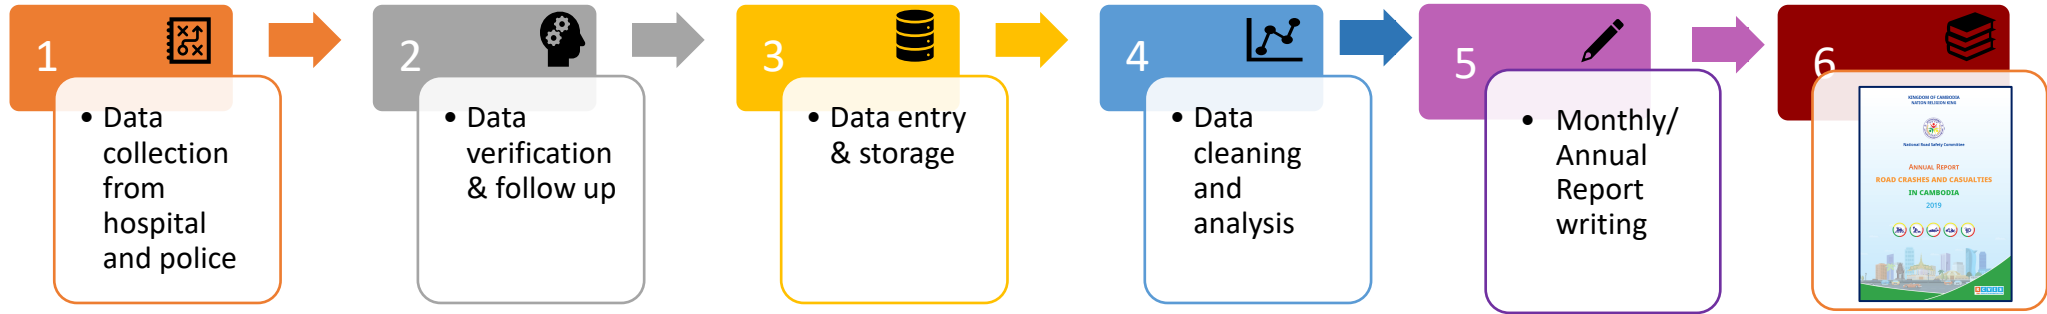 1
• Data
collection
from
hospital
and police
2
• Data
verification
& follow up
3
• Data entry
& storage
4
• Data
cleaning
and
analysis
5
• Monthly/
Annual
Report
writing
6
KINGDOM OF CAMBODIA
NATION RELIGION KING
National Road Safety Committee
ANNUAL REPORT
ROAD CRASHES AND CASUALTIES
IN CAMBODIA
2019